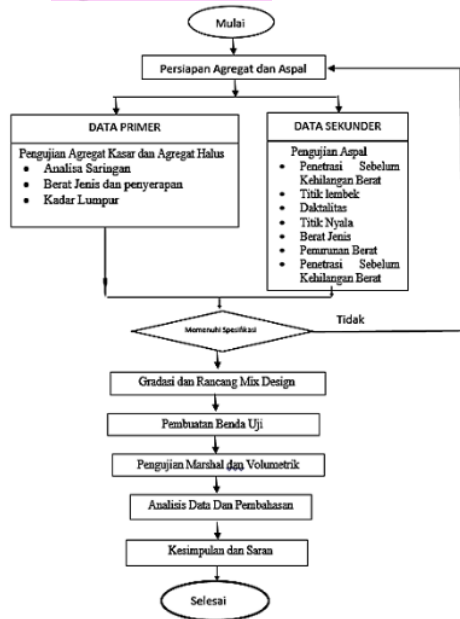 Mulai
Persiapan Agregat dan Aspal
DATA PRIMER
Pengujian Agregat Kasar dan Agregat Halus
• Analisa Saringan
• Berat Jenis dan penyerapan
• Kadar Lumpur
DATA SEKUNDER
Pengujian Aspal
• Penetrasi Sebelum
Kehilangan Berat
• Titik lembek
• Daktalitas
• Titik Nyala
• Berat Jenis
• Pemrunan Berat
• Penetrasi Sebelum
Kehilangan Berat
Memenuhi Spesifikasi
Tidak
Gradasi dan Rancang Mix Design
Pembuatan Benda Uji
Pengujian Marshal dan Volumetrik
Analisis Data Dan Pembahasan
Kesimpulan dan Saran
Selesai